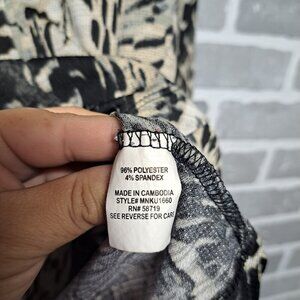 96% POLYESTER
4% SPANDEX
MADE IN CAMBODIA
STYLE# MNKU1660
RN# 58719
SEE REVERSE FOR CARE